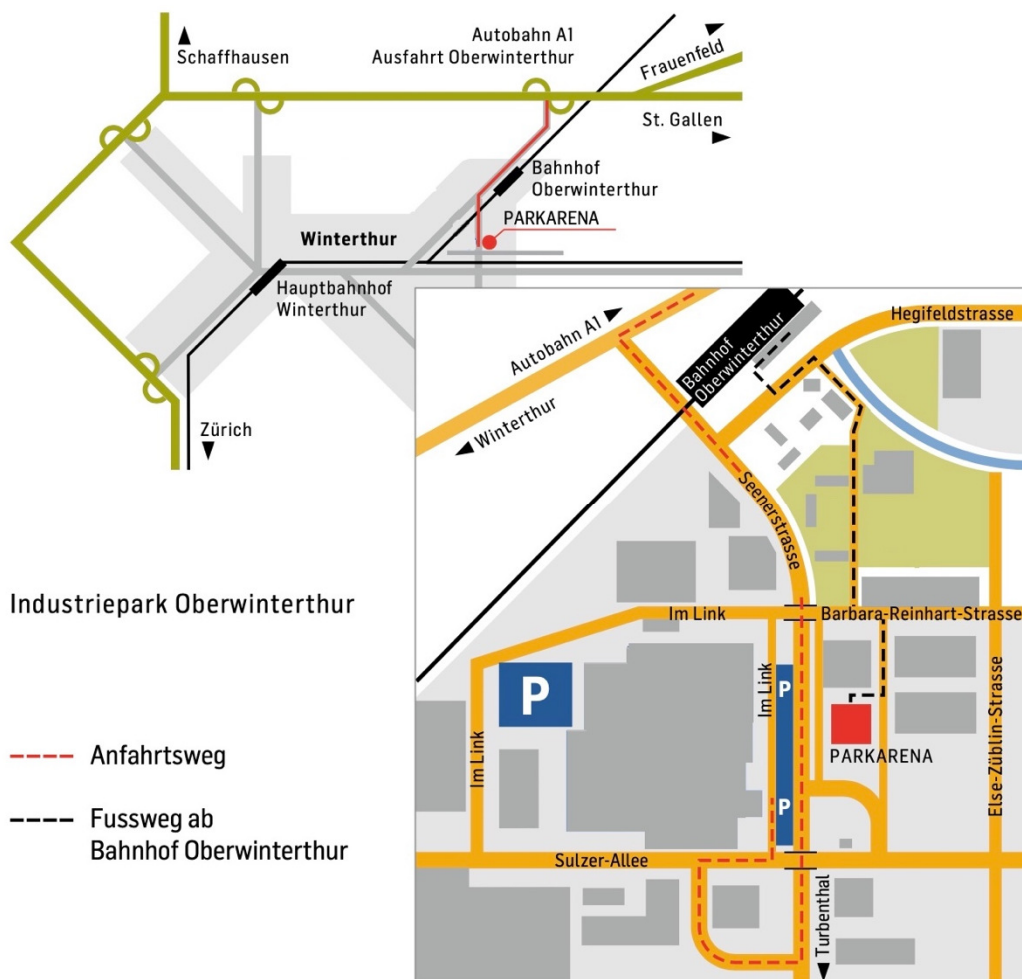 Schaffhausen
Autobahn A1
Ausfahrt Oberwinterthur
Frauenfeld
St. Gallen
Bahnhof
Oberwinterthur
PARKARENA
Winterthur
Hauptbahnhof
Winterthur
Zürich
Autobahn A1
Winterthur
Bahnhof
Oberwinterthur
Hegifeldstrasse
Seenerstrasse
Industriepark Oberwinterthur
Im Link
Barbara-Reinhart-Strasse
P
Im Link
P
Im Link
PARKARENA
Else-Züblin-Strasse
Anfahrtsweg
P
Fussweg ab
Bahnhof Oberwinterthur
Sulzer-Allee
Turbenthal